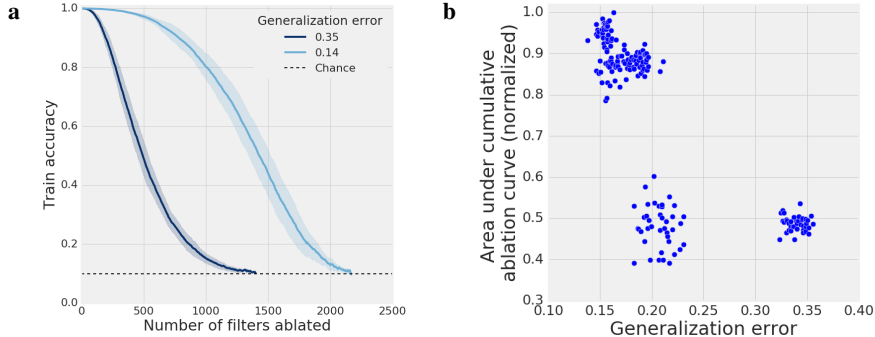 a
Generalization error
0.35
0.14
Chance
Train accuracy
1.0
0.8
0.6
0.4
0.2
0.0
0 500 1000 1500 2000 2500
Number of filters ablated
b
Area under cumulative
ablation curve (normalized)
1.0
0.9
0.8
0.7
0.6
0.5
0.4
0.3
0.10 0.15 0.20 0.25 0.30 0.35 0.40
Generalization error